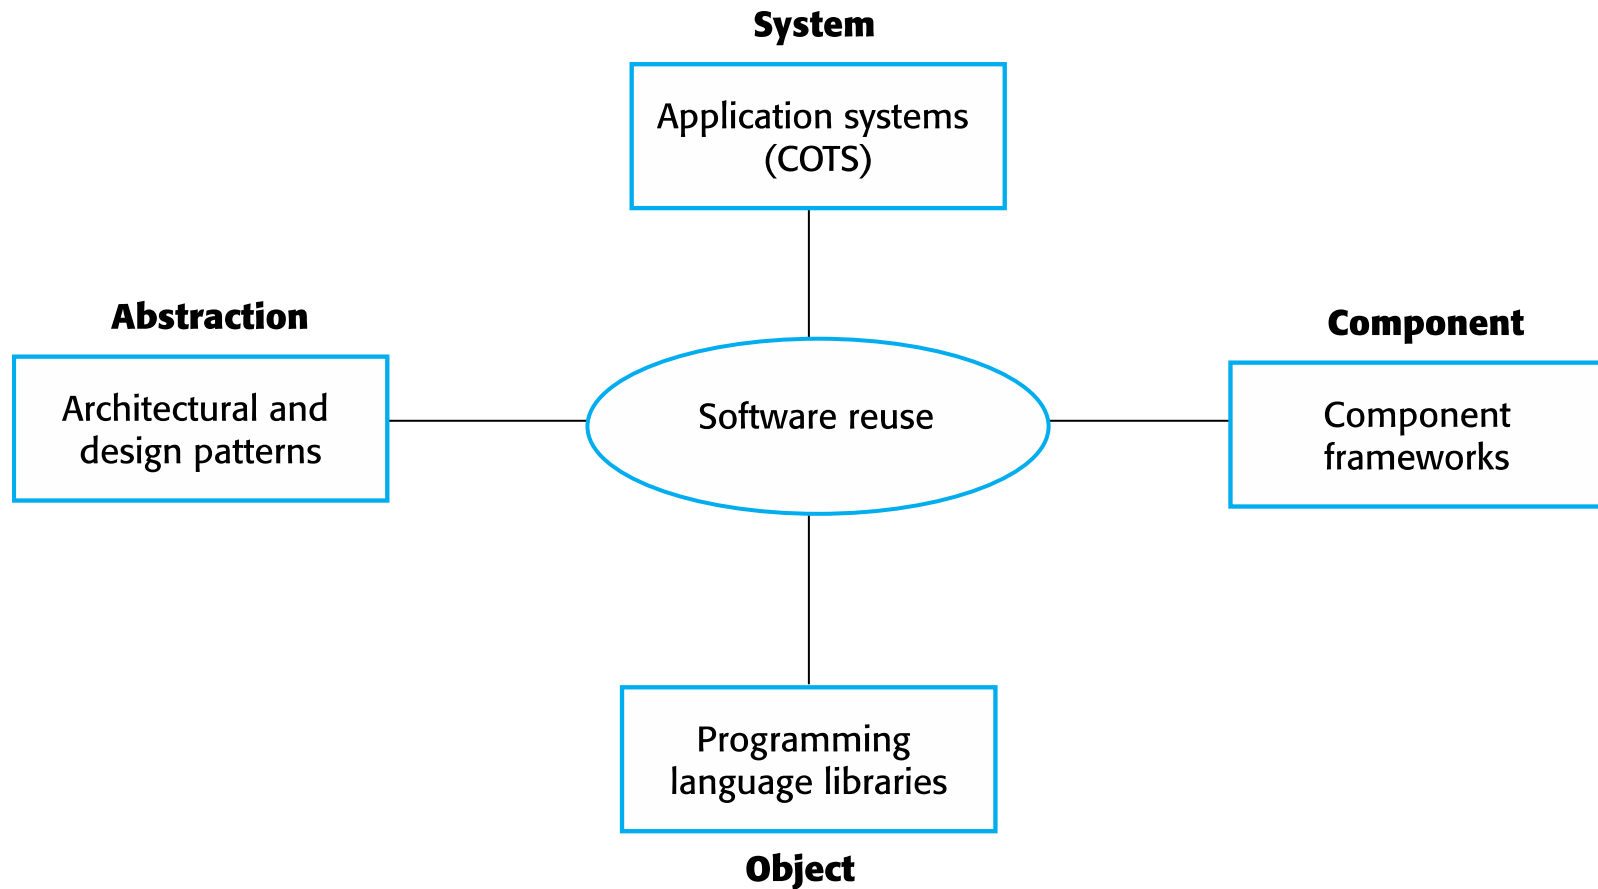 System
Application systems
(COTS)
Abstraction
Architectural and
design patterns
Software reuse
Component
Component
frameworks
Programming
language libraries
Object